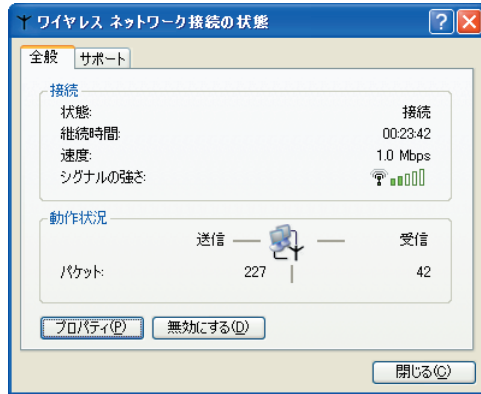 ワイヤレス ネットワーク接続の状態
全般 サポート
接続
状態: 接続
継続時間: 00:23:42
速度: 1.0 Mbps
シグナルの強さ:
動作状況
送信 受信
パケット: 227 42
プロパティ(P) 無効にする(D)
閉じる(C)